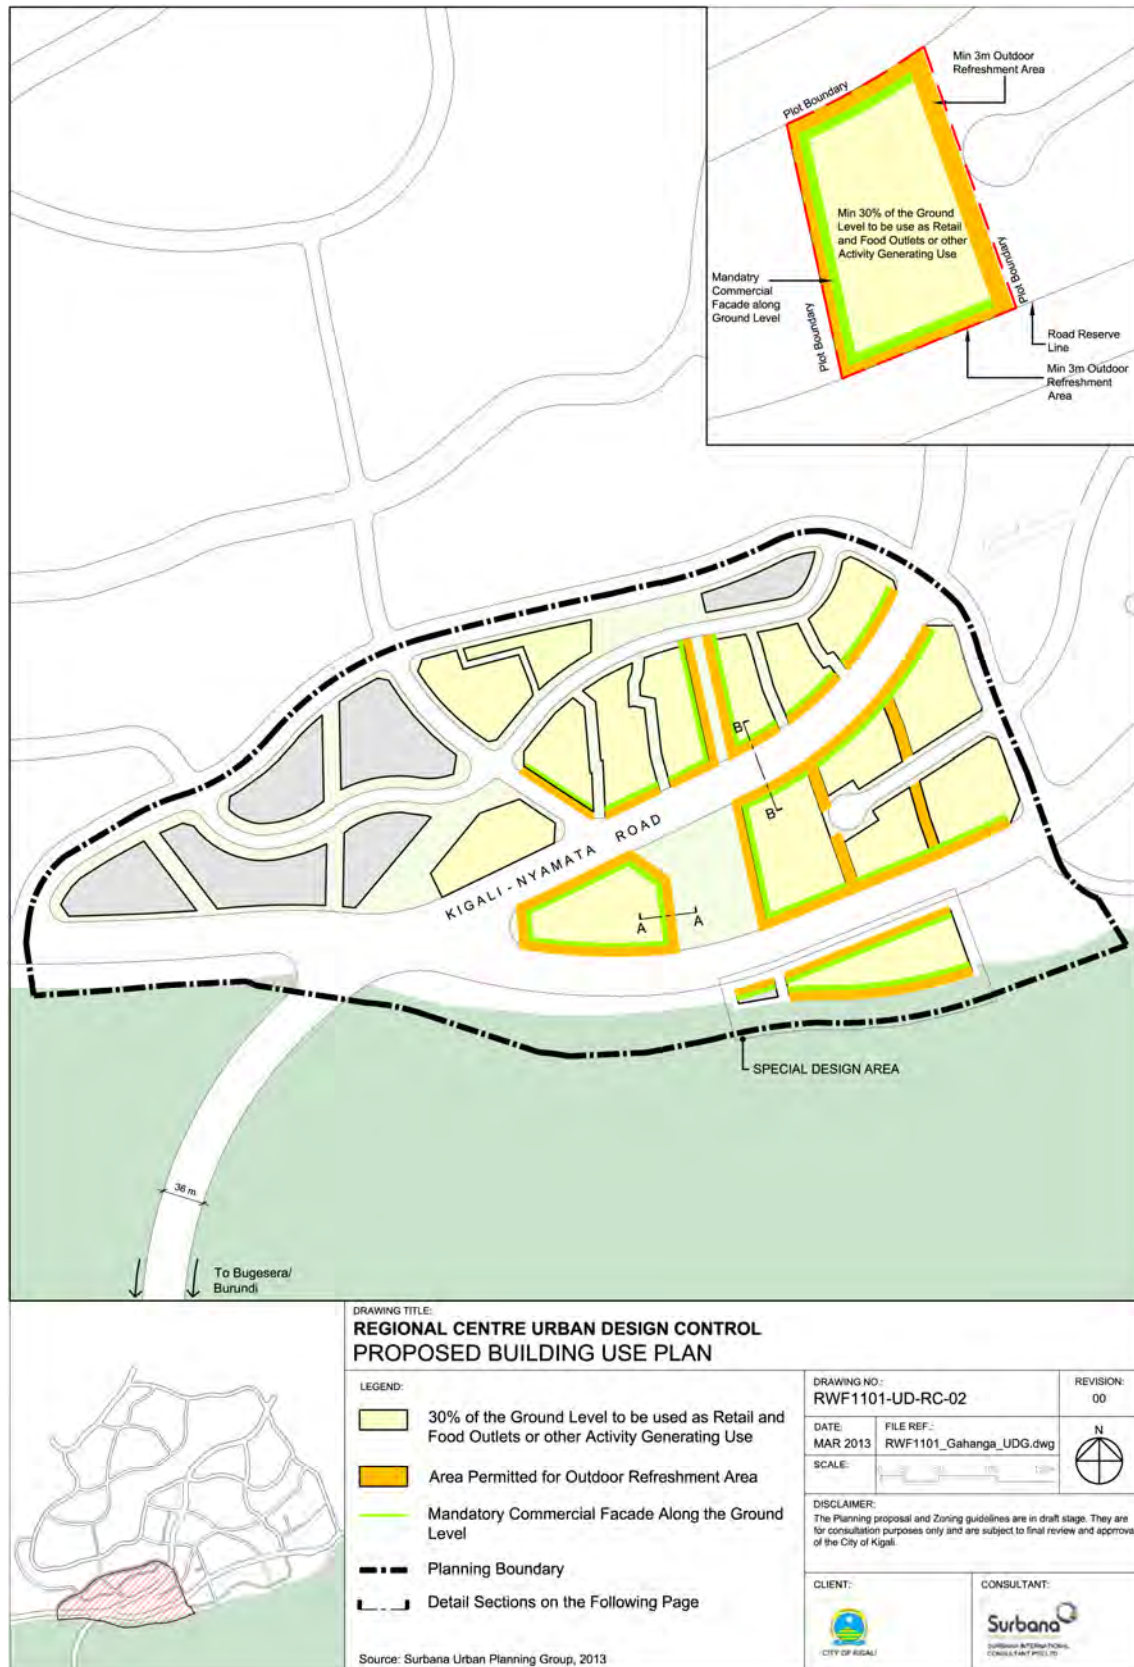 Min 3m Outdoor
Refreshment Area
Plot Boundary
Min 30% of the Ground
Level to be use as Retail
and Food Outlets or other
Activity Generating Use
Plot Boundary
Mandatry
Commercial
Facade along
Ground Level
Plot Boundary
Road Reserve
Line
Min 3m Outdoor
Refreshment
Area
B
B
KIGALI-NYAMATA ROAD
A
A
SPECIAL DESIGN AREA
36 m
To Bugesera/
Burundi
DRAWING TITLE:
REGIONAL CENTRE URBAN DESIGN CONTROL
PROPOSED BUILDING USE PLAN
LEGEND:
30% of the Ground Level to be used as Retail and
Food Outlets or other Activity Generating Use
Area Permitted for Outdoor Refreshment Area
Mandatory Commercial Facade Along the Ground
Level
Planning Boundary
Detail Sections on the Following Page
Source: Surbana Urban Planning Group, 2013
DRAWING NO.:
RWF1101-UD-RC-02
REVISION:
00
DATE:
MAR 2013
FILE REF.:
RWF1101_Gahanga_UDG.dwg
SCALE:
N
DISCLAIMER:
The Planning proposal and Zoning guidelines are in draft stage. They are
for consultation purposes only and are subject to final review and approva
of the City of Kigali.
CLIENT:
CITY OF KIGALI
CONSULTANT:
Surbana
SURBANA INTERNATIONAL
CONSULTANT PTE LTD